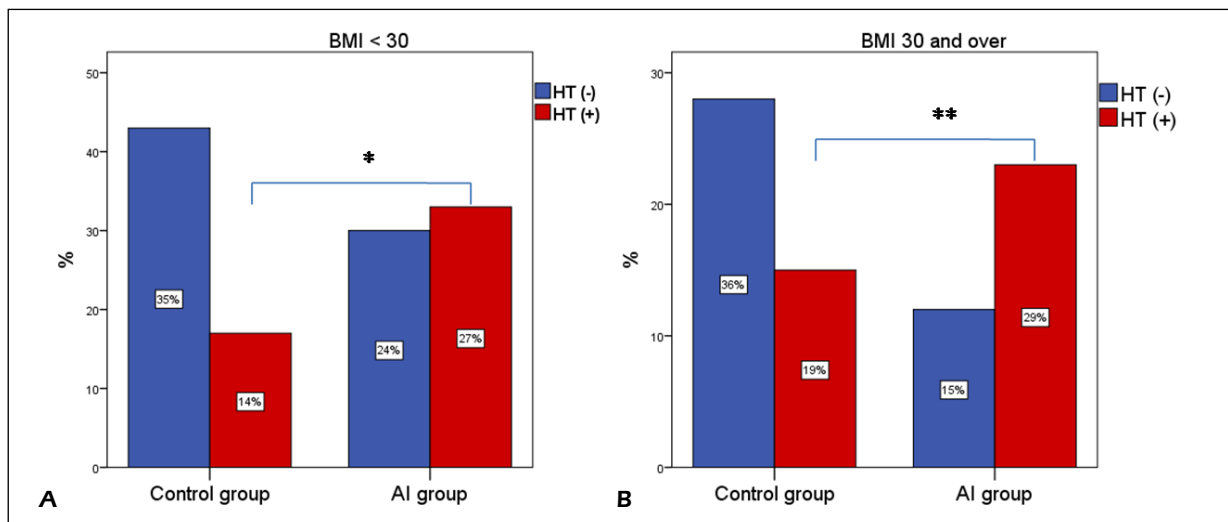 BMI < 30
50
40
30
20
10
0
%
HT (-)
HT (+)
*
35%
14%
24%
27%
Control group
AI group
A
BMI 30 and over
30
20
10
0
%
HT (-)
HT (+)
**
36%
19%
15%
29%
Control group
AI group
B